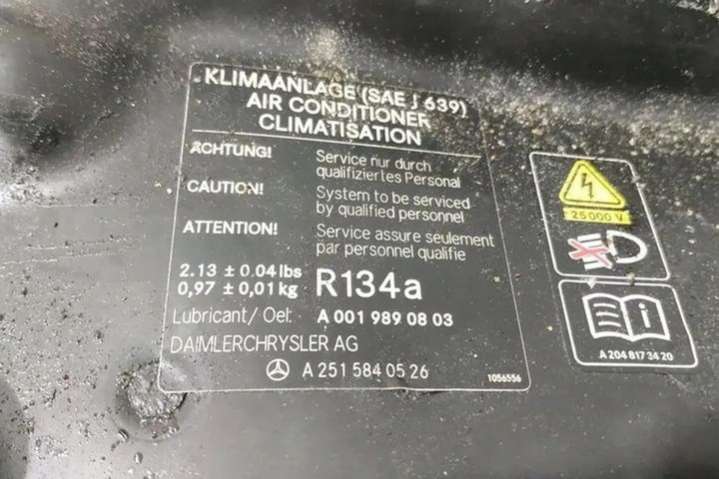 KLIMAANLAGE (SAE J 639)
AIR CONDITIONER
CLIMATISATION
ACHTUNG! Service nur durch
qualifiziertes Personal
CAUTION! System to be serviced
by qualified personnel
ATTENTION! Service assure seulement
par personnel qualifie
2.13 ± 0.04 lbs
0,97 ± 0,01 kg R134a
Lubricant/Oel: A 001 989 08 03
DAIMLERCHRYSLER AG
A 251 584 05 26
1056556
25 000 V
A 204 817 34 20